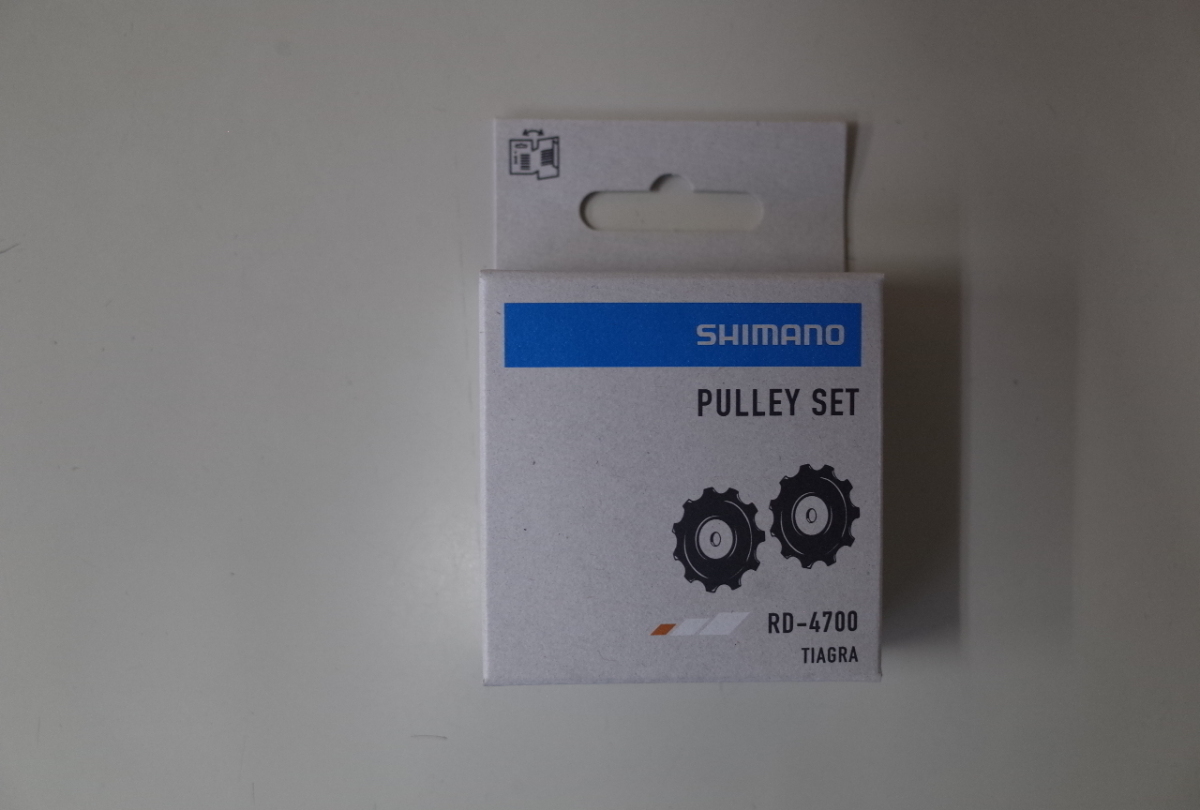 SHIMANO
PULLEY SET
RD-4700
TIAGRA